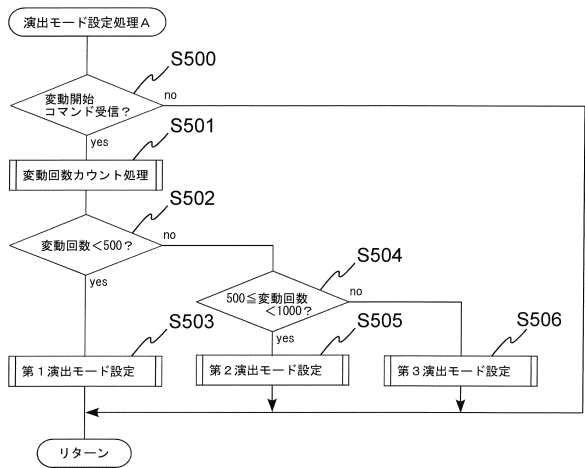 演出モード設定処理A
S500
変動開始
コマンド受信？
no
yes
S501
変動回数カウント処理
S502
変動回数＜500？
no
yes
S504
500≦変動回数
＜1000？
no
yes
S503
第１演出モード設定
S505
第２演出モード設定
S506
第３演出モード設定
リターン